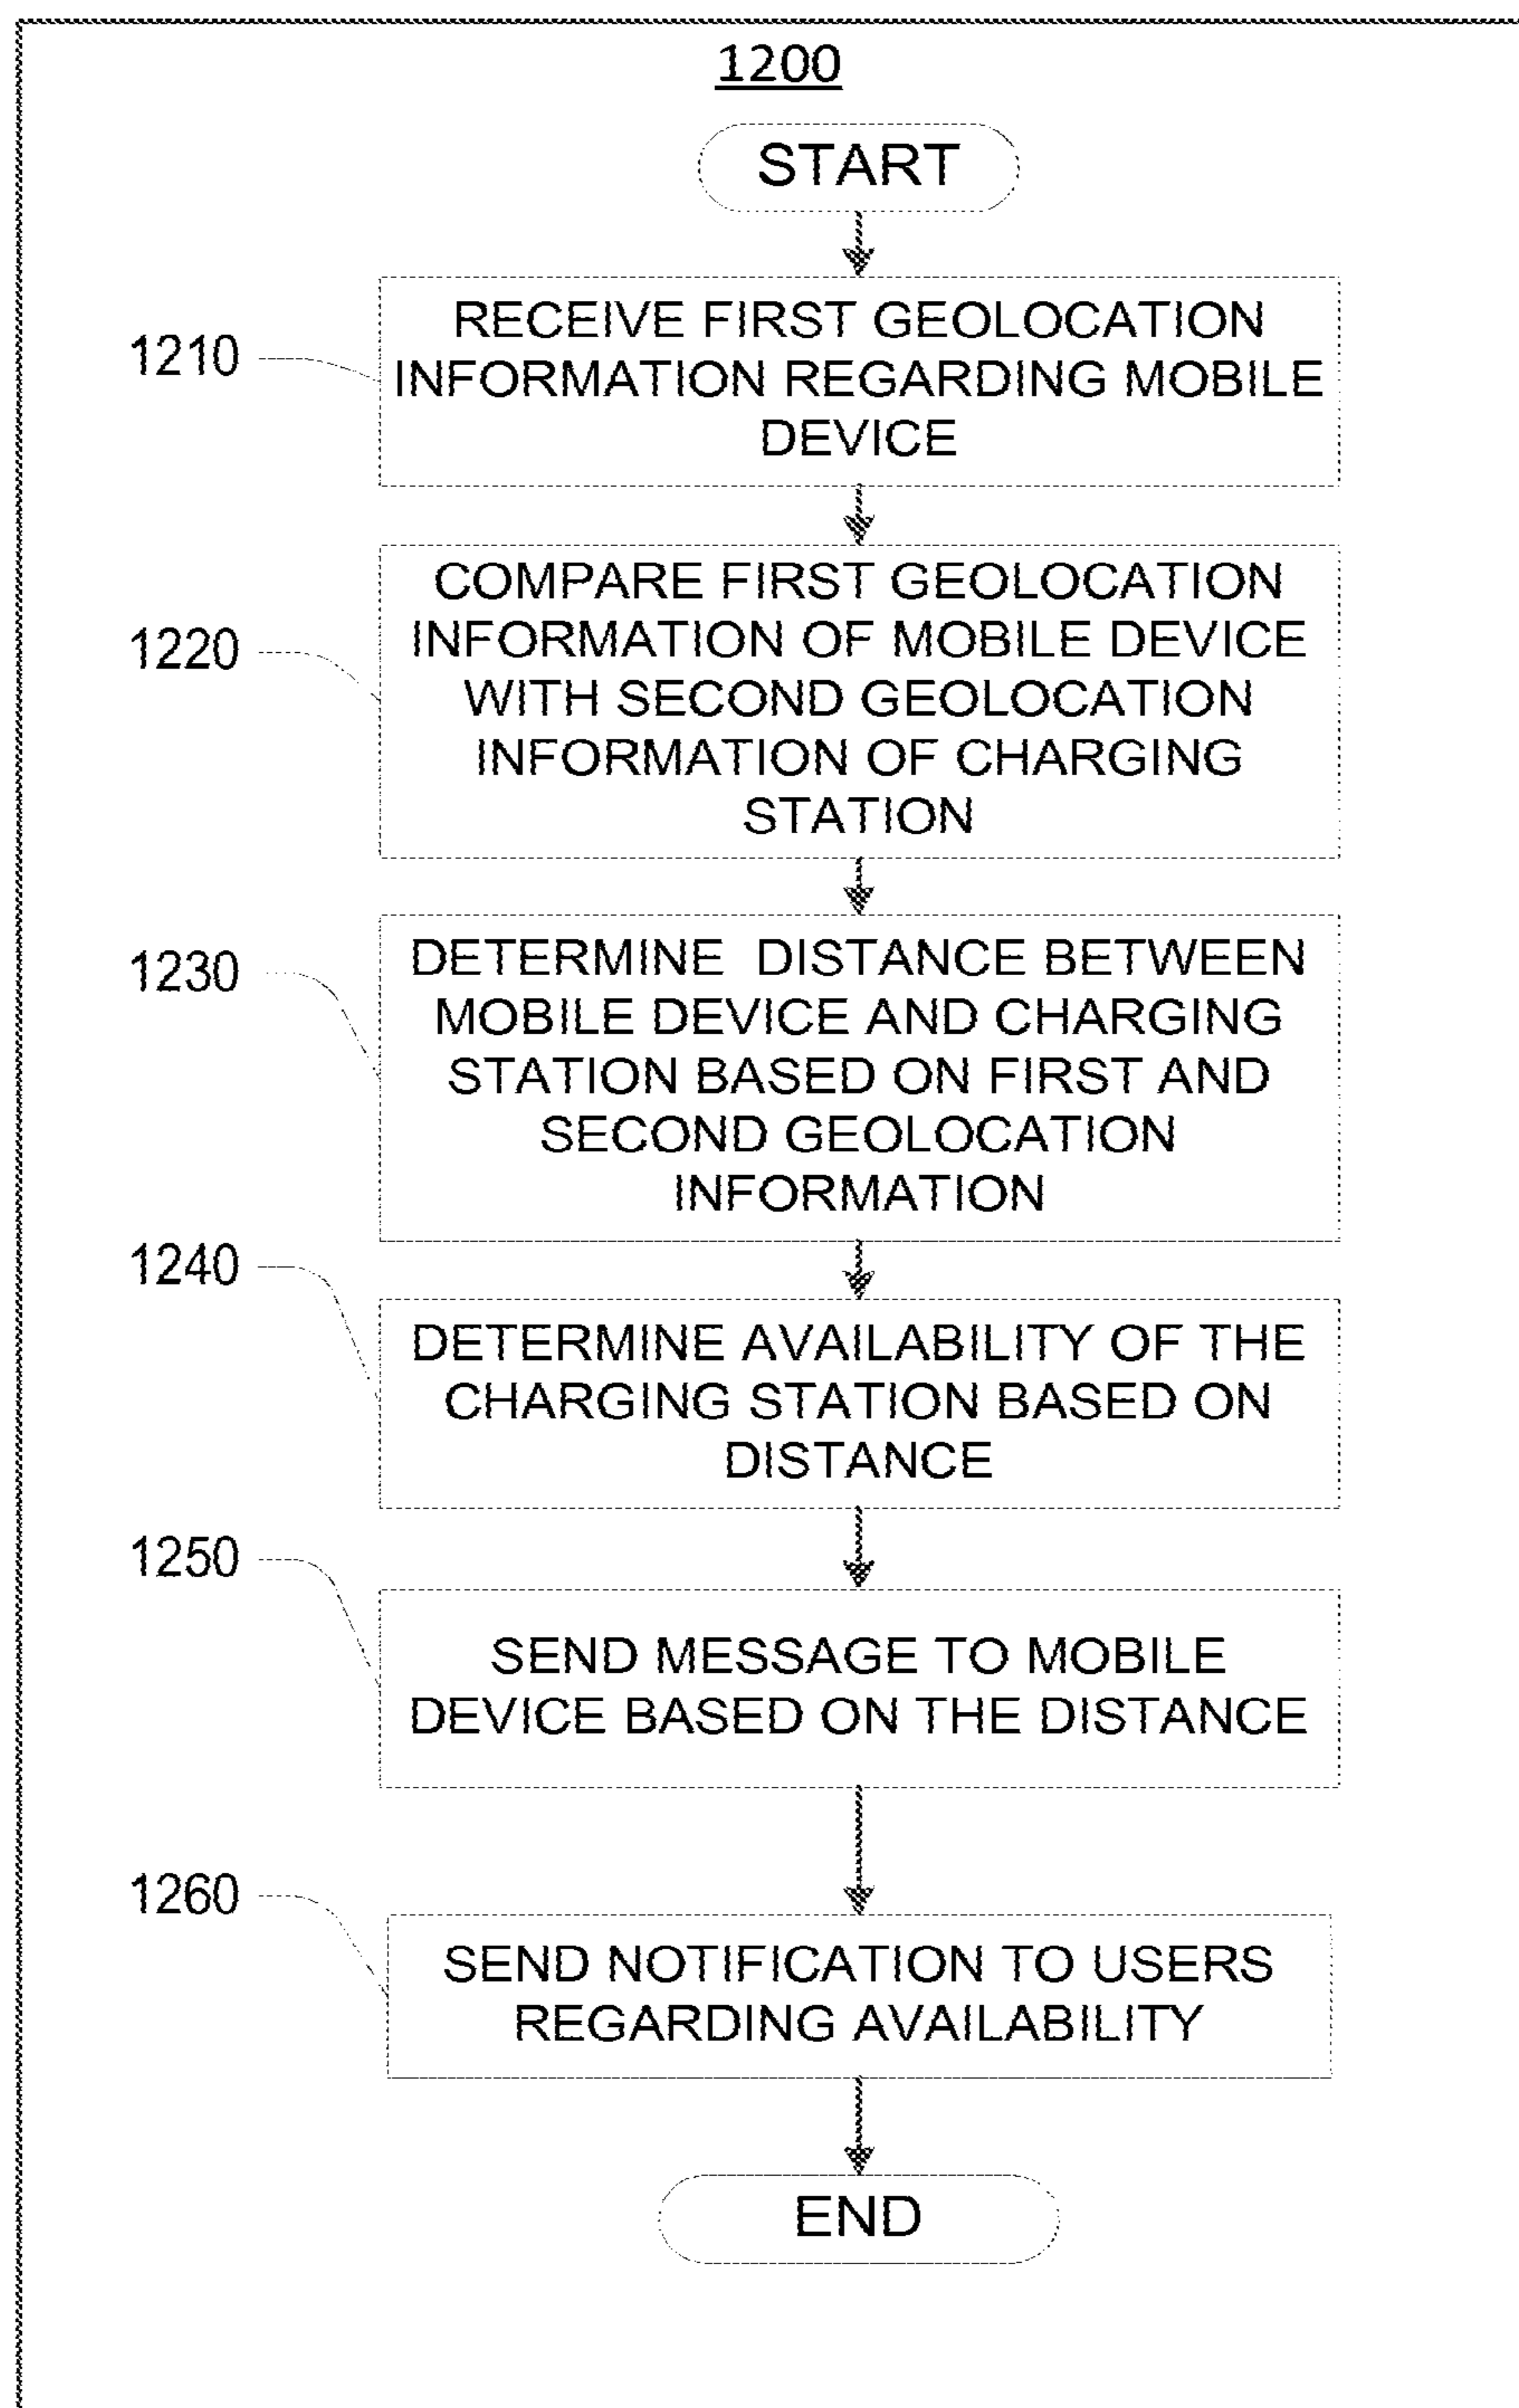 1200
START
1210
RECEIVE FIRST GEOLOCATION
INFORMATION REGARDING MOBILE
DEVICE
1220
COMPARE FIRST GEOLOCATION
INFORMATION OF MOBILE DEVICE
WITH SECOND GEOLOCATION
INFORMATION OF CHARGING
STATION
1230
DETERMINE DISTANCE BETWEEN
MOBILE DEVICE AND CHARGING
STATION BASED ON FIRST AND
SECOND GEOLOCATION
INFORMATION
1240
DETERMINE AVAILABILITY OF THE
CHARGING STATION BASED ON
DISTANCE
1250
SEND MESSAGE TO MOBILE
DEVICE BASED ON THE DISTANCE
1260
SEND NOTIFICATION TO USERS
REGARDING AVAILABILITY
END